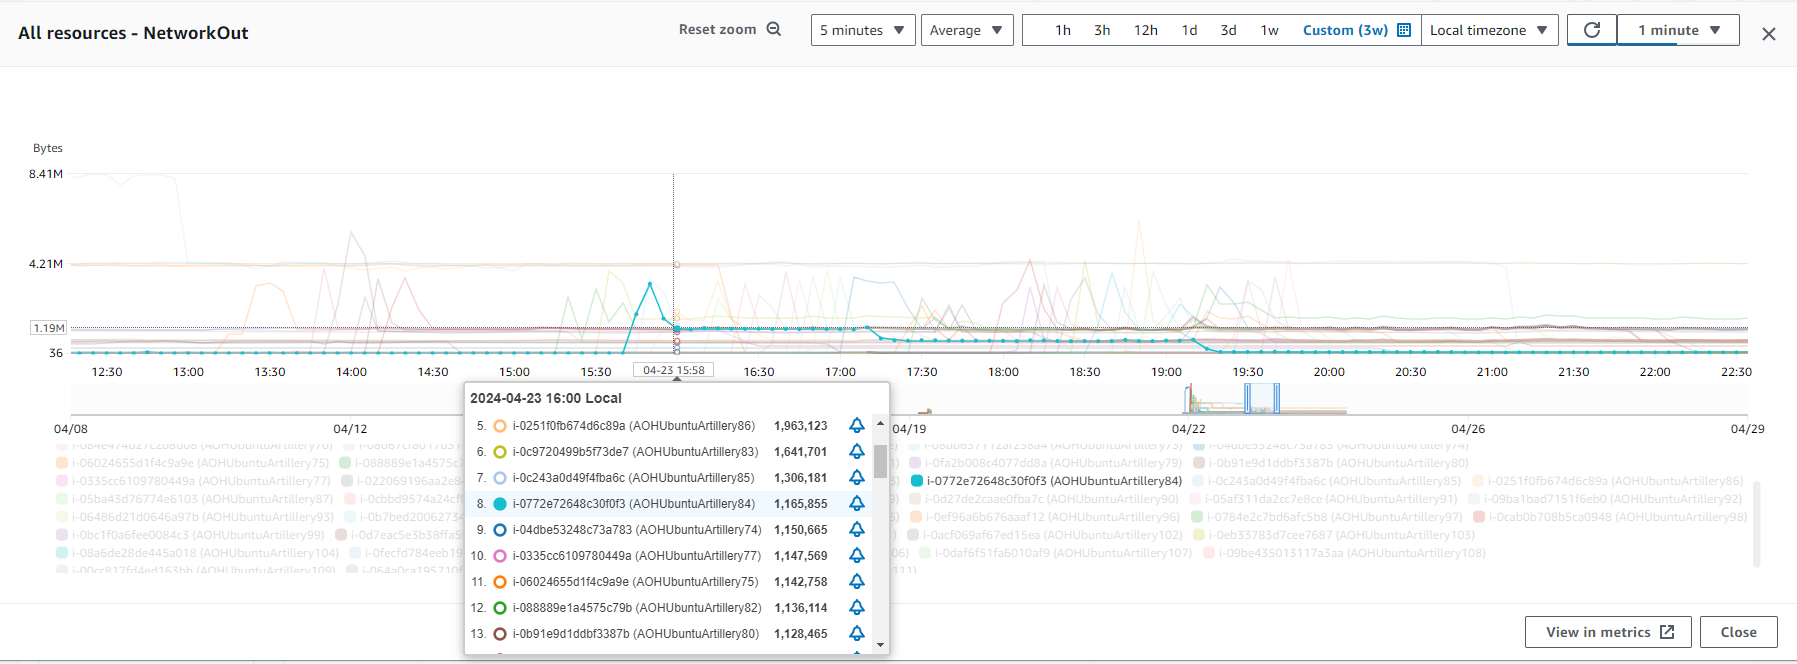 All resources - NetworkOut
Reset zoom
5 minutes
Average
1h 3h 12h 1d 3d 1w Custom (3w)
Local timezone
1 minute
Bytes
8.41M
4.21M
1.19M
36
12:30 13:00 13:30 14:00 14:30 15:00 15:30 04-23 15:58 16:30 17:00 17:30 18:00 18:30 19:00 19:30 20:00 20:30 21:00 21:30 22:00 22:30
04/08 04/12 04/19 04/22 04/26 04/29
2024-04-23 16:00 Local
5. i-0251f0fb674d6c89a (AOHUbuntuArtillery86) 1,963,123
6. i-0c9720499b5f73de7 (AOHUbuntuArtillery83) 1,641,701
7. i-0c243a0d49f4fba6c (AOHUbuntuArtillery85) 1,306,181
8. i-0772e72648c30f0f3 (AOHUbuntuArtillery84) 1,165,855
9. i-04dbe53248c73a783 (AOHUbuntuArtillery74) 1,150,665
10. i-0335cc6109780449a (AOHUbuntuArtillery77) 1,147,569
11. i-06024655d1f4c9a9e (AOHUbuntuArtillery75) 1,142,758
12. i-088889e1a4575c79b (AOHUbuntuArtillery82) 1,136,114
13. i-0b91e9d1ddbf3387b (AOHUbuntuArtillery80) 1,128,465
i-06024655d1f4c9a9e (AOHUbuntuArtillery75) i-088889e1a4575c7 i-0fa2b008c4077dd8a (AOHUbuntuArtillery79) i-0b91e9d1ddbf3387b (AOHUbuntuArtillery80)
i-0335cc6109780449a (AOHUbuntuArtillery77) i-022069196aa2e8 i-0772e72648c30f0f3 (AOHUbuntuArtillery84) i-0c243a0d49f4fba6c (AOHUbuntuArtillery85) i-0251f0fb674d6c89a (AOHUbuntuArtillery86)
i-05ba43d76774e6103 (AOHUbuntuArtillery87) i-0cbbd9574a24cf i-0d27de2caae0fba7c (AOHUbuntuArtillery90) i-05af311da2cc3e8ce (AOHUbuntuArtillery91) i-09ba1bad7151f6eb0 (AOHUbuntuArtillery92)
i-06486d21d0646a97b (AOHUbuntuArtillery93) i-0b7bed20062734 i-0ef96a6b676aaaf12 (AOHUbuntuArtillery96) i-0784e2c7bd6afc5b8 (AOHUbuntuArtillery97) i-0cab0b708b5ca0948 (AOHUbuntuArtillery98)
i-0bc1f0a6fee0084c3 (AOHUbuntuArtillery99) i-0d7eac5e3b38ffa5 i-0acf069af67ed15ea (AOHUbuntuArtillery102) i-0eb33783d7cee7687 (AOHUbuntuArtillery103)
i-08a6de28de445a018 (AOHUbuntuArtillery104) i-0fecfd784eeb19 06) i-0daf6f51fa6010af9 (AOHUbuntuArtillery107) i-09be435013117a3aa (AOHUbuntuArtillery108)
View in metrics
Close